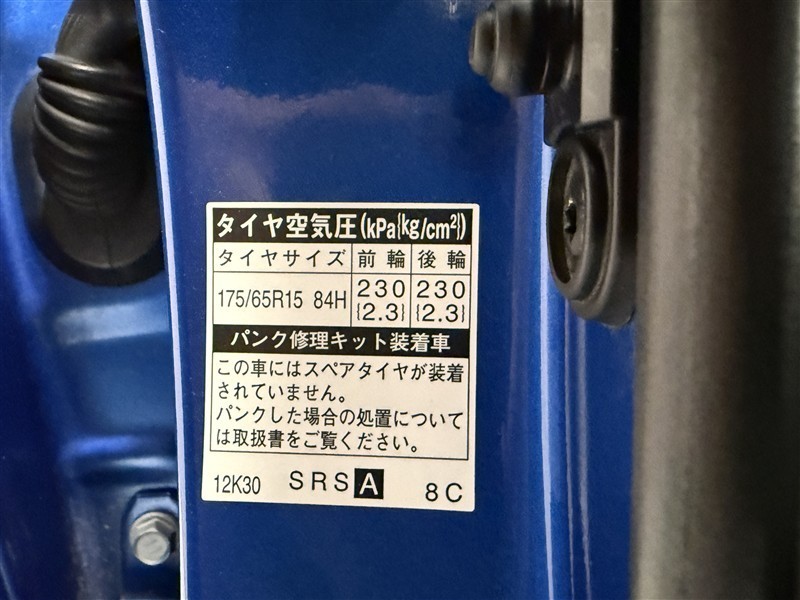 タイヤ空気圧(kPa{kg/cm²})
タイヤサイズ 前輪 後輪
175/65R15 84H 230 230
{2.3} {2.3}
パンク修理キット装着車
この車にはスペアタイヤが装着
されていません。
パンクした場合の処置について
は取扱書をご覧ください。
12K30 SRS A 8C